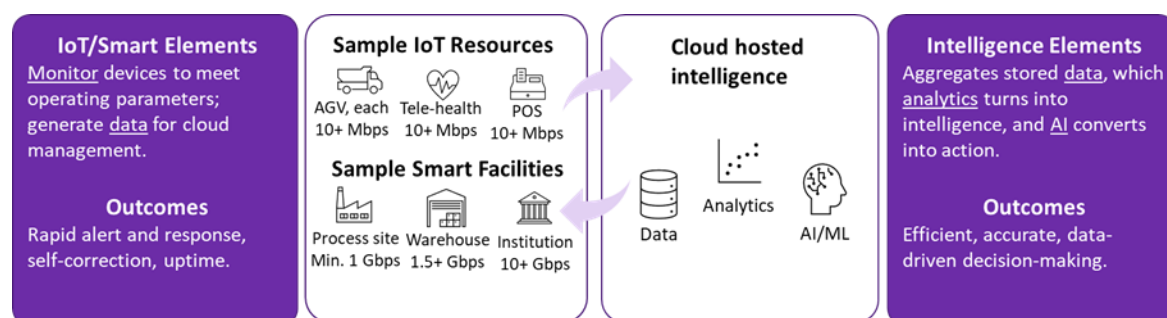 IoT/Smart Elements
Monitor devices to meet
operating parameters;
generate data for cloud
management.
Outcomes
Rapid alert and response,
self-correction, uptime.
Sample IoT Resources
AGV, each Tele-health POS
10+ Mbps 10+ Mbps 10+ Mbps
Sample Smart Facilities
Process site Warehouse Institution
Min. 1 Gbps 1.5+ Gbps 10+ Gbps
Cloud hosted
intelligence
Data
Analytics
AI/ML
Intelligence Elements
Aggregates stored data, which
analytics turns into
intelligence, and AI converts
into action.
Outcomes
Efficient, accurate, data-
driven decision-making.